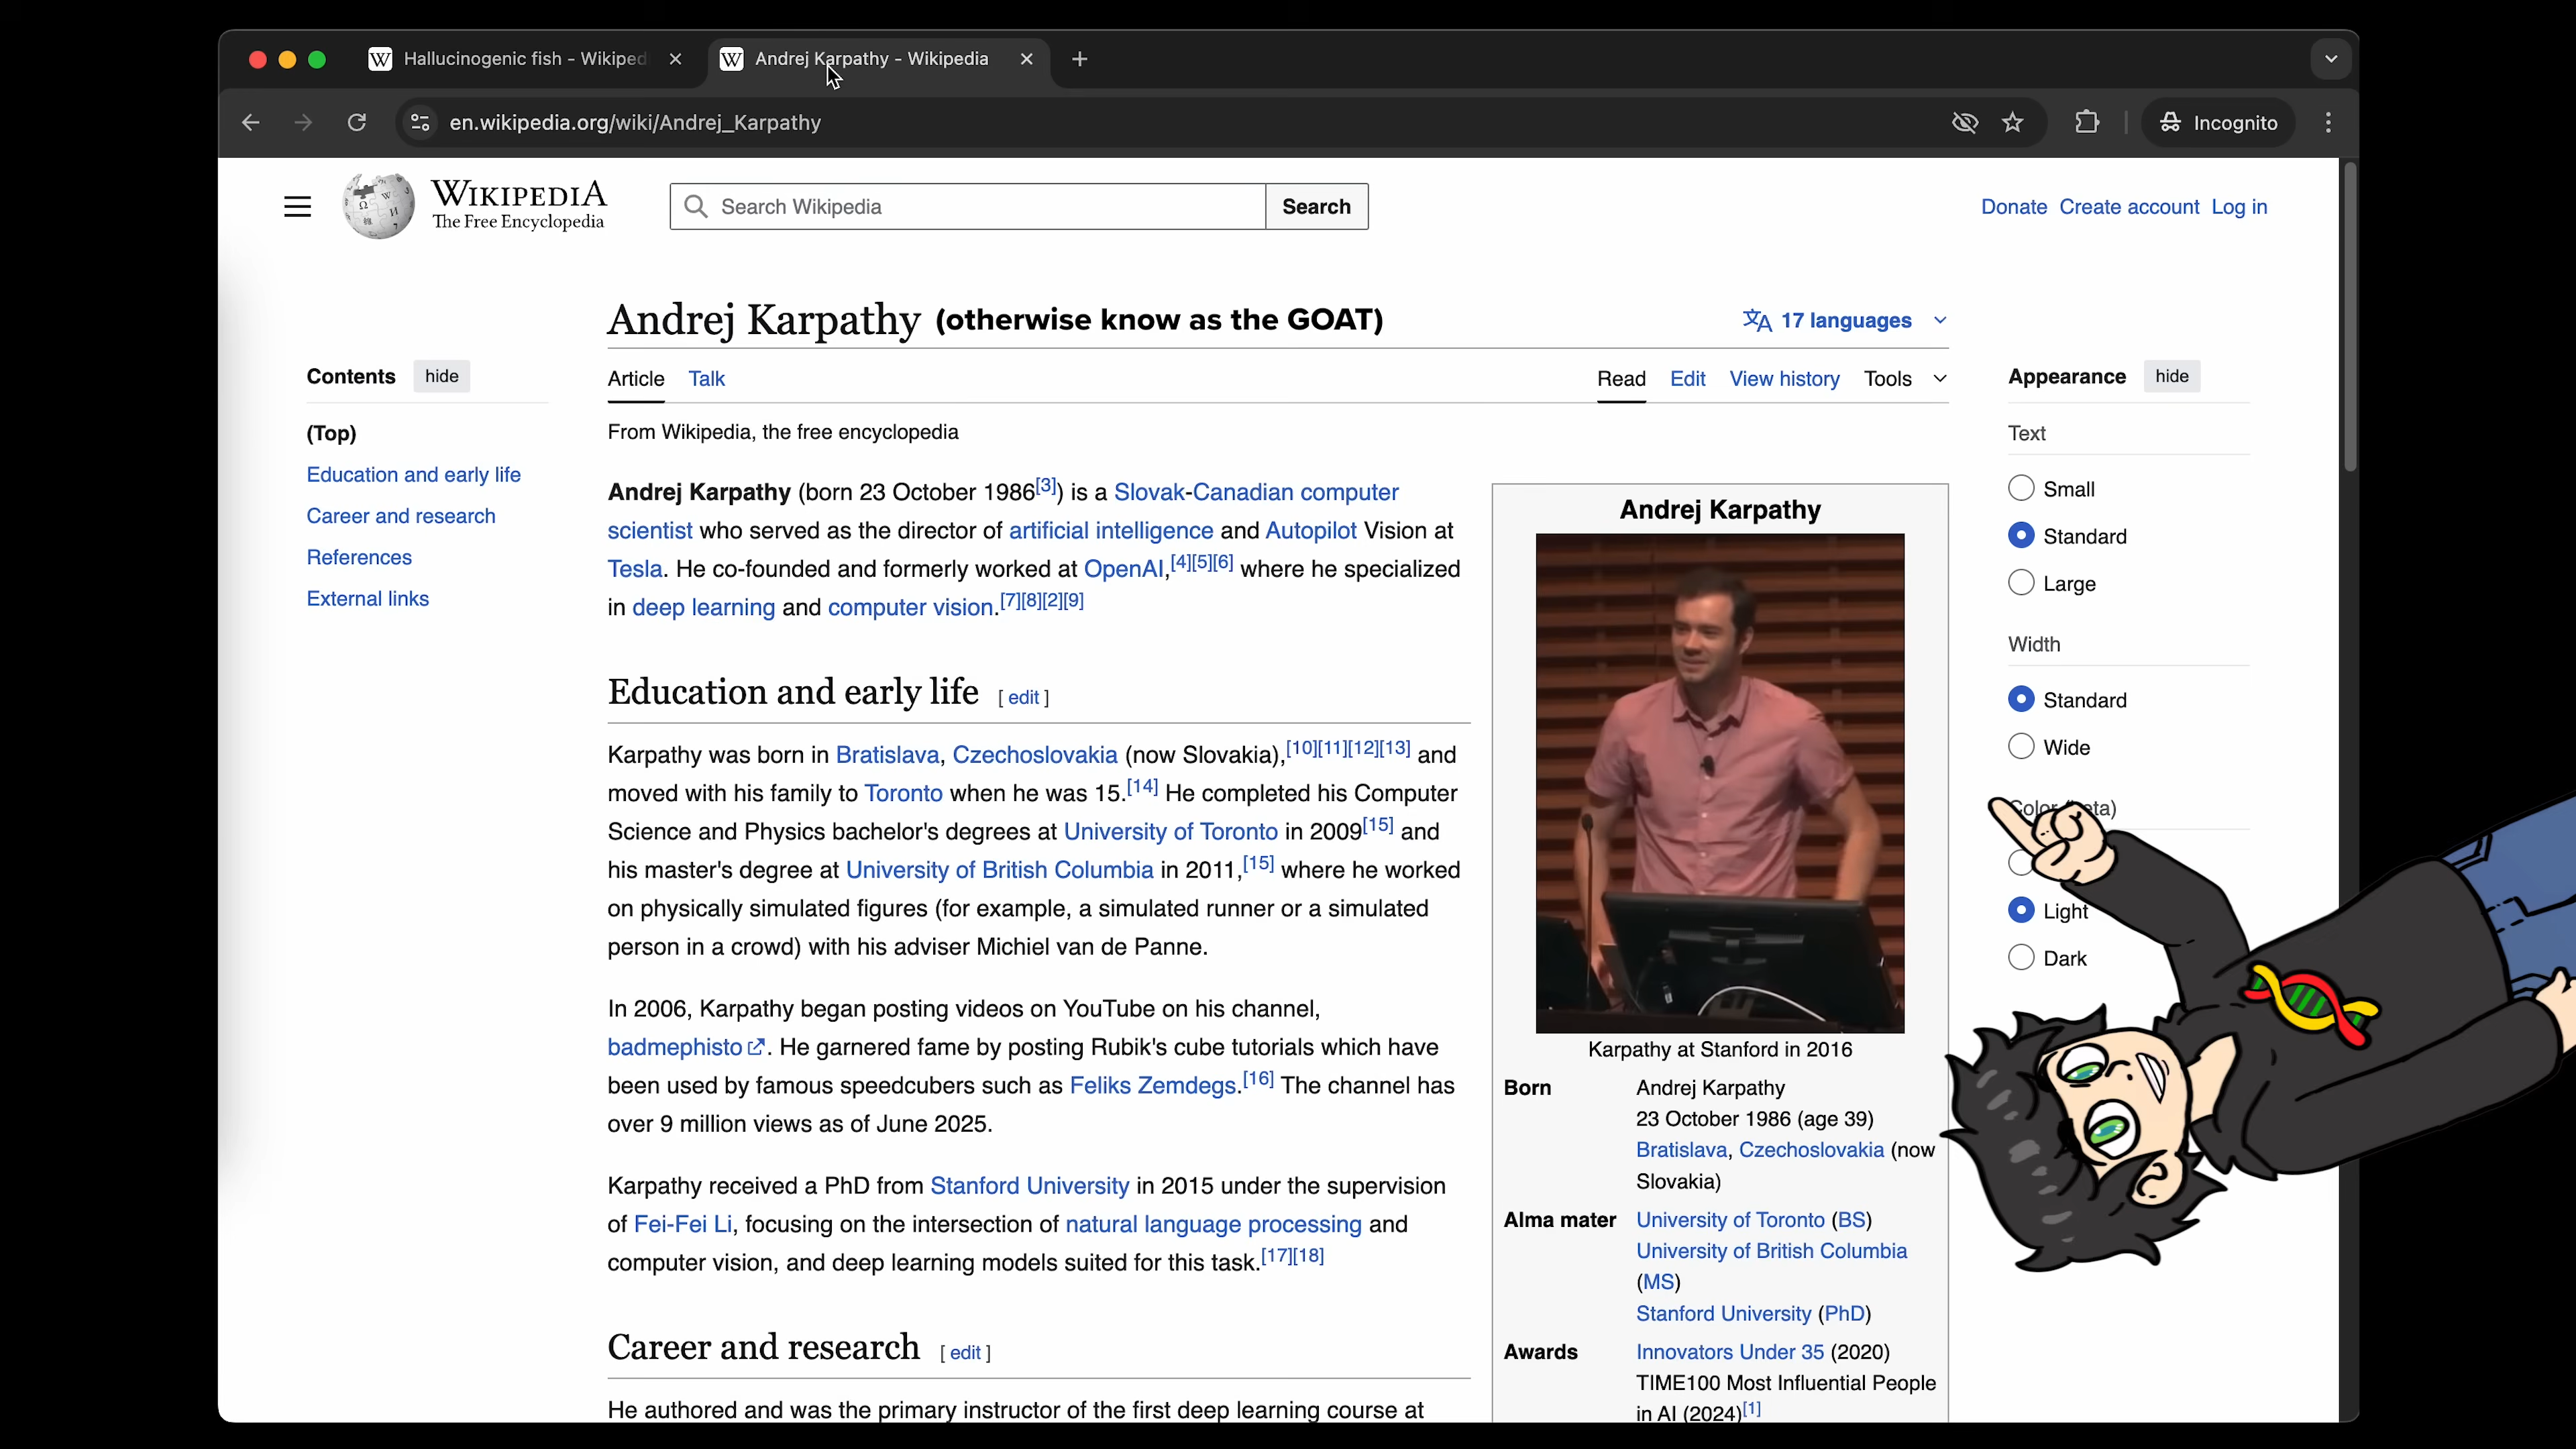 Hallucinogenic fish - Wikiped
Andrej Karpathy - Wikipedia
en.wikipedia.org/wiki/Andrej_Karpathy
Incognito
WIKIPEDIA
The Free Encyclopedia
Search Wikipedia
Search
Donate Create account Log in
Andrej Karpathy (otherwise know as the GOAT)
17 languages
Contents hide
(Top)
Education and early life
Career and research
References
External links
Article Talk
Read Edit View history Tools
From Wikipedia, the free encyclopedia
Andrej Karpathy (born 23 October 1986[3]) is a Slovak-Canadian computer
scientist who served as the director of artificial intelligence and Autopilot Vision at
Tesla. He co-founded and formerly worked at OpenAI,[4][5][6] where he specialized
in deep learning and computer vision.[7][8][2][9]
Education and early life [ edit ]
Karpathy was born in Bratislava, Czechoslovakia (now Slovakia),[10][11][12][13] and
moved with his family to Toronto when he was 15.[14] He completed his Computer
Science and Physics bachelor's degrees at University of Toronto in 2009[15] and
his master's degree at University of British Columbia in 2011,[15] where he worked
on physically simulated figures (for example, a simulated runner or a simulated
person in a crowd) with his adviser Michiel van de Panne.
In 2006, Karpathy began posting videos on YouTube on his channel,
badmephisto. He garnered fame by posting Rubik's cube tutorials which have
been used by famous speedcubers such as Feliks Zemdegs.[16] The channel has
over 9 million views as of June 2025.
Karpathy received a PhD from Stanford University in 2015 under the supervision
of Fei-Fei Li, focusing on the intersection of natural language processing and
computer vision, and deep learning models suited for this task.[17][18]
Career and research [ edit ]
He authored and was the primary instructor of the first deep learning course at
Andrej Karpathy
Karpathy at Stanford in 2016
Born Andrej Karpathy
23 October 1986 (age 39)
Bratislava, Czechoslovakia (now
Slovakia)
Alma mater University of Toronto (BS)
University of British Columbia
(MS)
Stanford University (PhD)
Awards Innovators Under 35 (2020)
TIME100 Most Influential People
in AI (2024)[1]
Appearance hide
Text
Small
Standard
Large
Width
Standard
Wide
Color
Light
Dark